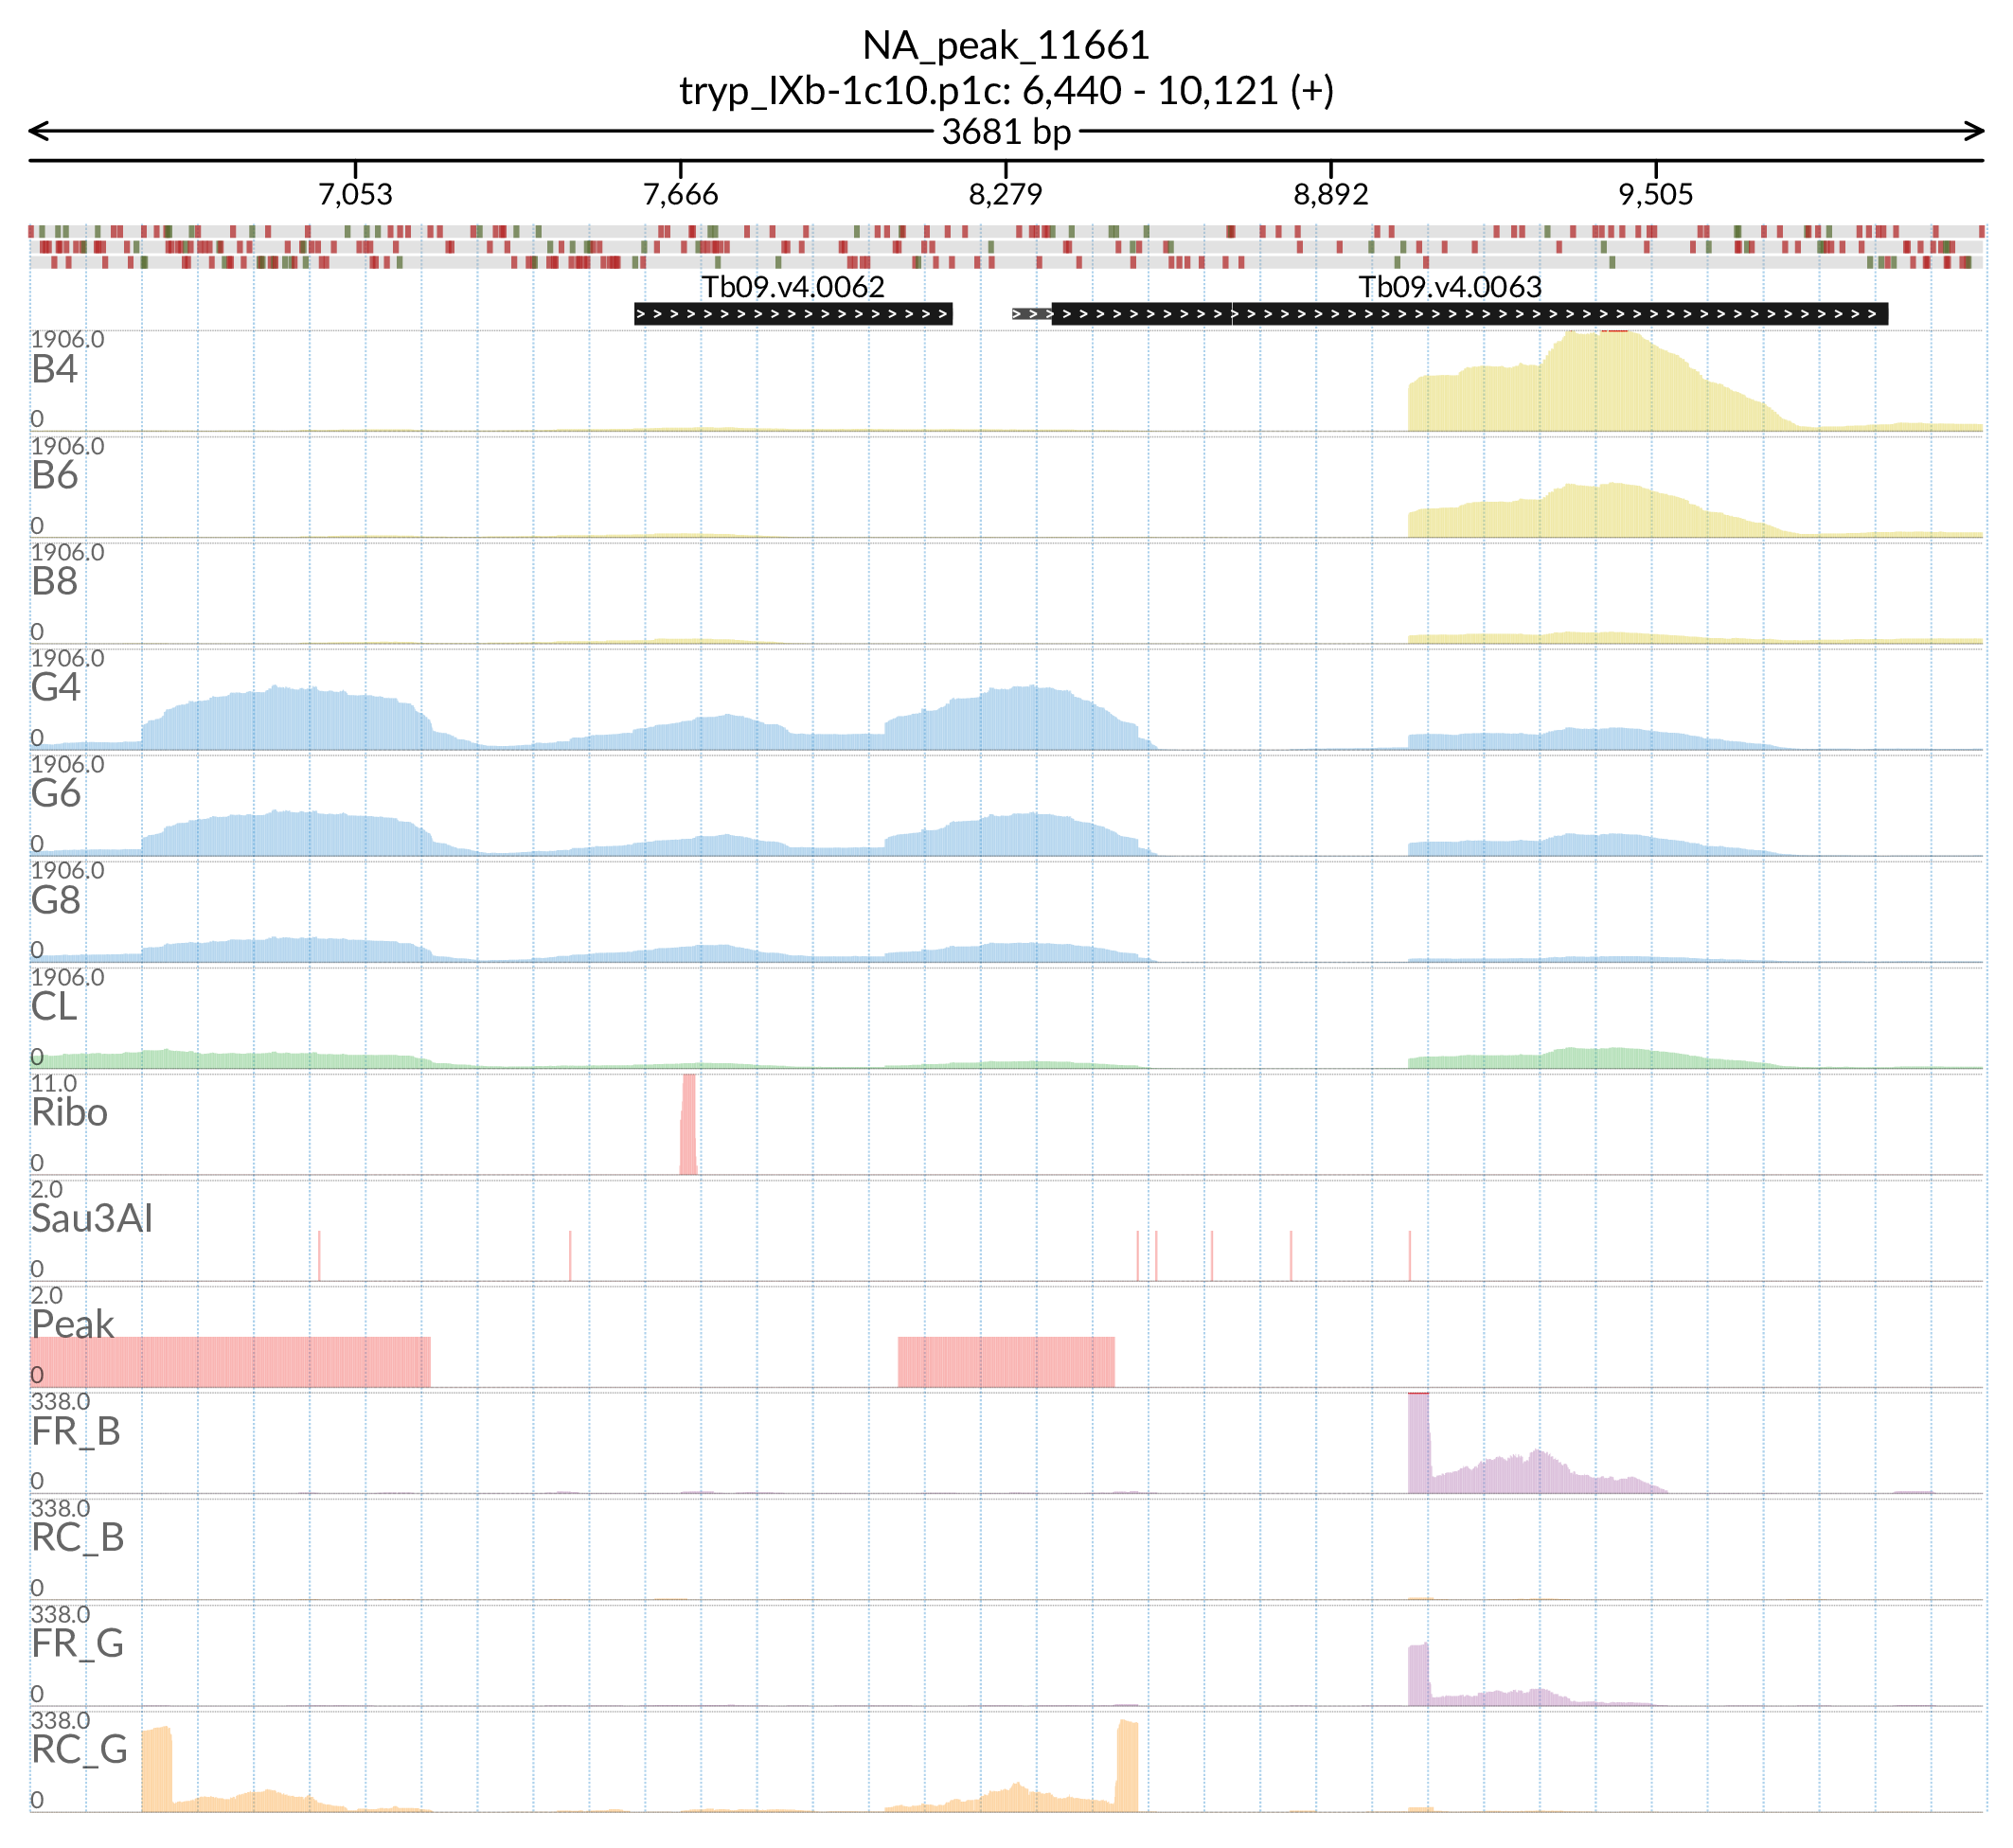 NA_peak_11661
tryp_IXb-1c10.p1c: 6,440 - 10,121 (+)
3681 bp
7,053 7,666 8,279 8,892 9,505
Tb09.v4.0062 Tb09.v4.0063
1906.0
B4
0
1906.0
B6
0
1906.0
B8
0
1906.0
G4
0
1906.0
G6
0
1906.0
G8
0
1906.0
CL
0
11.0
Ribo
0
2.0
Sau3AI
0
2.0
Peak
0
338.0
FR_B
0
338.0
RC_B
0
338.0
FR_G
0
338.0
RC_G
0